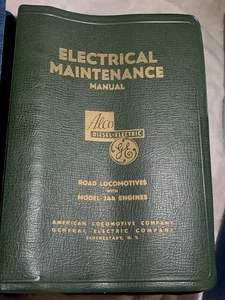 ELECTRICAL
MAINTENANCE
MANUAL
Alco
DIESEL-ELECTRIC
GE
ROAD LOCOMOTIVES
WITH
MODEL 244 ENGINES
AMERICAN LOCOMOTIVE COMPANY
GENERAL ELECTRIC COMPANY
SCHENECTADY, N. Y.